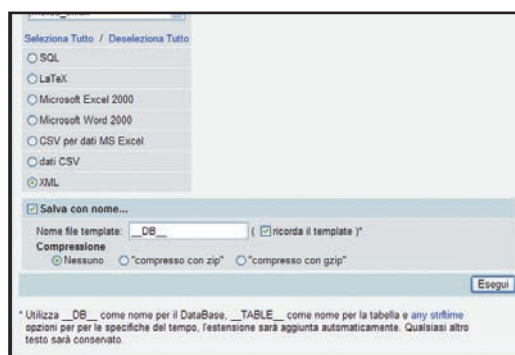 Seleziona Tutto / Deseleziona Tutto
SQL
LaTeX
Microsoft Excel 2000
Microsoft Word 2000
CSV per dati MS Excel
dati CSV
XML
Salva con nome...
Nome file template: __DB__ ( ricorda il template )*
Compressione
Nessuno "compresso con zip" "compresso con gzip"
Esegui
* Utilizza __DB__ come nome per il DataBase, __TABLE__ come nome per la tabella e any strftime
opzioni per per le specifiche del tempo, l'estensione sarà aggiunta automaticamente. Qualsiasi altro
testo sarà conservato.